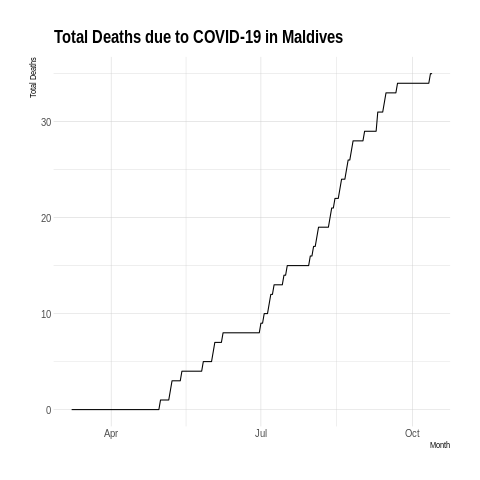 Total Deaths due to COVID-19 in Maldives
Total Deaths
30
20
10
0
Apr
Jul
Oct
Month